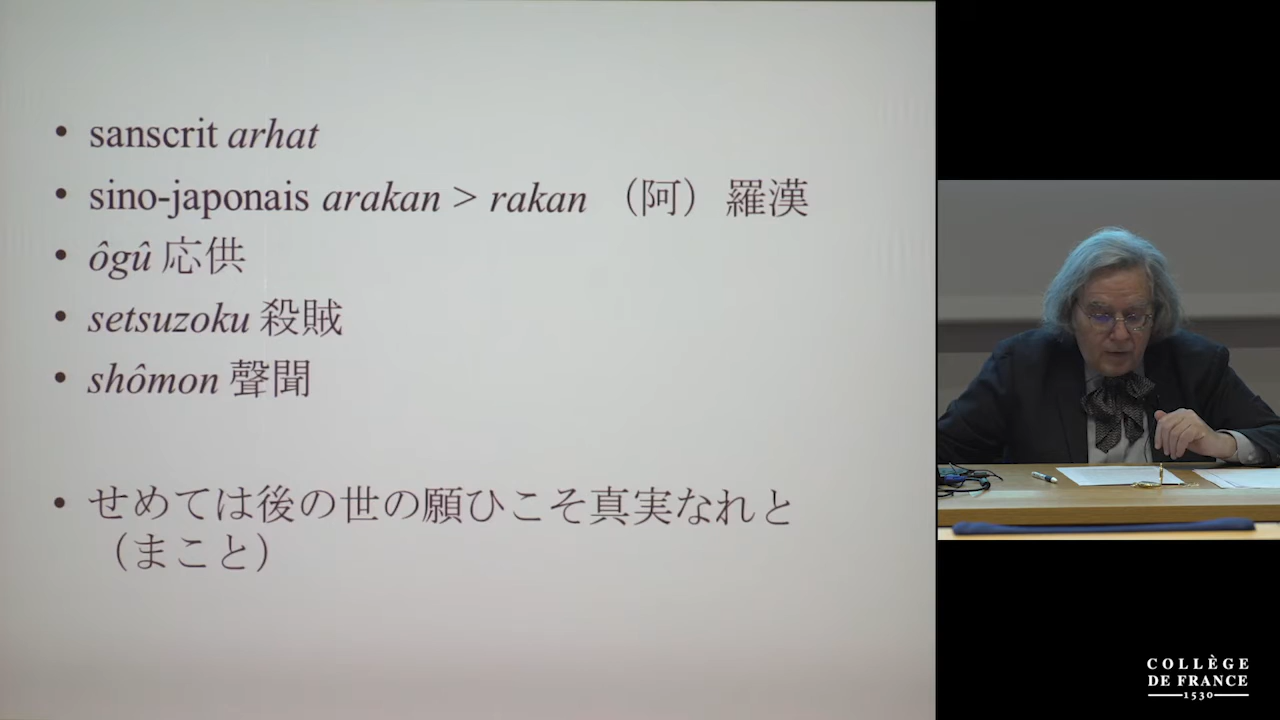 • sanscrit arhat
• sino-japonais arakan > rakan （阿）羅漢
• ôgû 応供
• setsuzoku 殺賊
• shômon 聲聞
• せめては後の世の願ひこそ真実なれと
（まこと）
COLLÈGE
DE FRANCE
1530